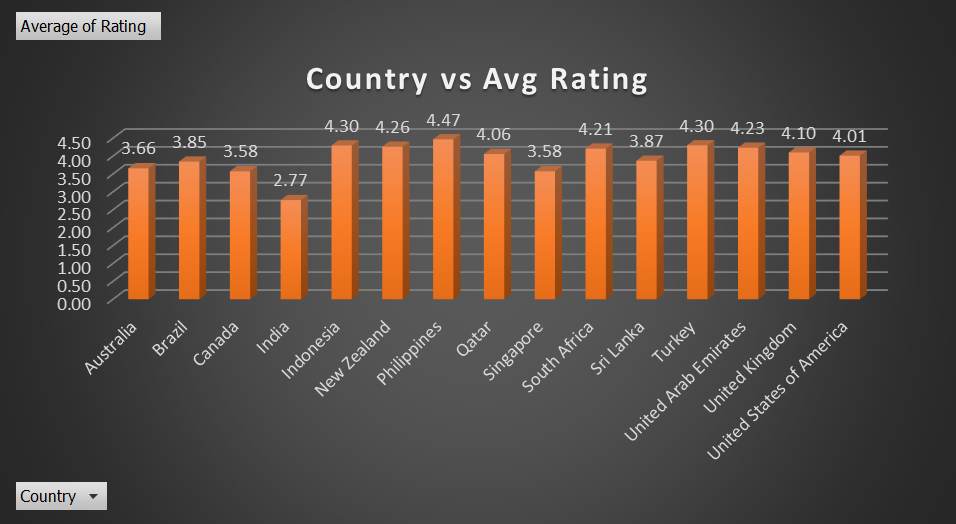 Average of Rating
Country vs Avg Rating
4.50
4.00
3.50
3.00
2.50
2.00
1.50
1.00
0.50
0.00
3.66
3.85
3.58
2.77
4.30
4.26
4.47
4.06
3.58
4.21
3.87
4.30
4.23
4.10
4.01
Australia
Brazil
Canada
India
Indonesia
New Zealand
Philippines
Qatar
Singapore
South Africa
Sri Lanka
Turkey
United Arab Emirates
United Kingdom
United States of America
Country